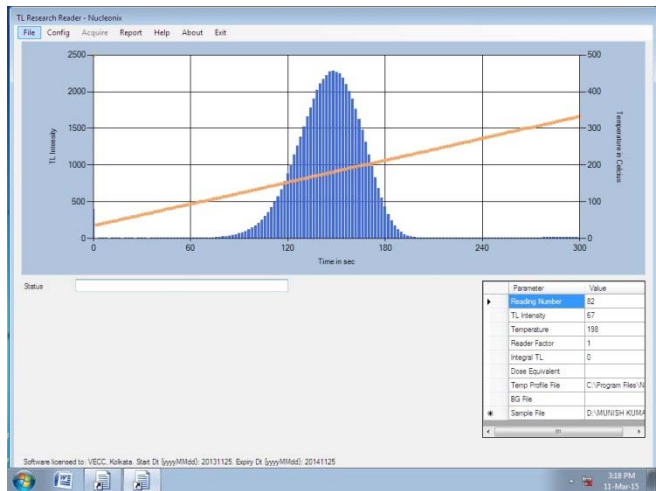 TL Research Reader - Nucleonix
File Config Acquire Report Help About Exit
2500
2000
1500
1000
500
0
TL Intensity
500
400
300
200
100
0
Temperature in Celcius
0 60 120 180 240 300
Time in sec
Status
Parameter Value
Reading Number 82
TL Intensity 67
Temperature 198
Reader Factor 1
Integral TL 0
Dose Equivalent
Temp Profile File C:\Program Files\N
BG File
Sample File D:\MUNISH KUMA
Software licensed to: VECC, Kolkata. Start Dt (yyyyMMdd): 20131125, Expiry Dt (yyyyMMdd): 20141125
3:18 PM
11-Mar-15